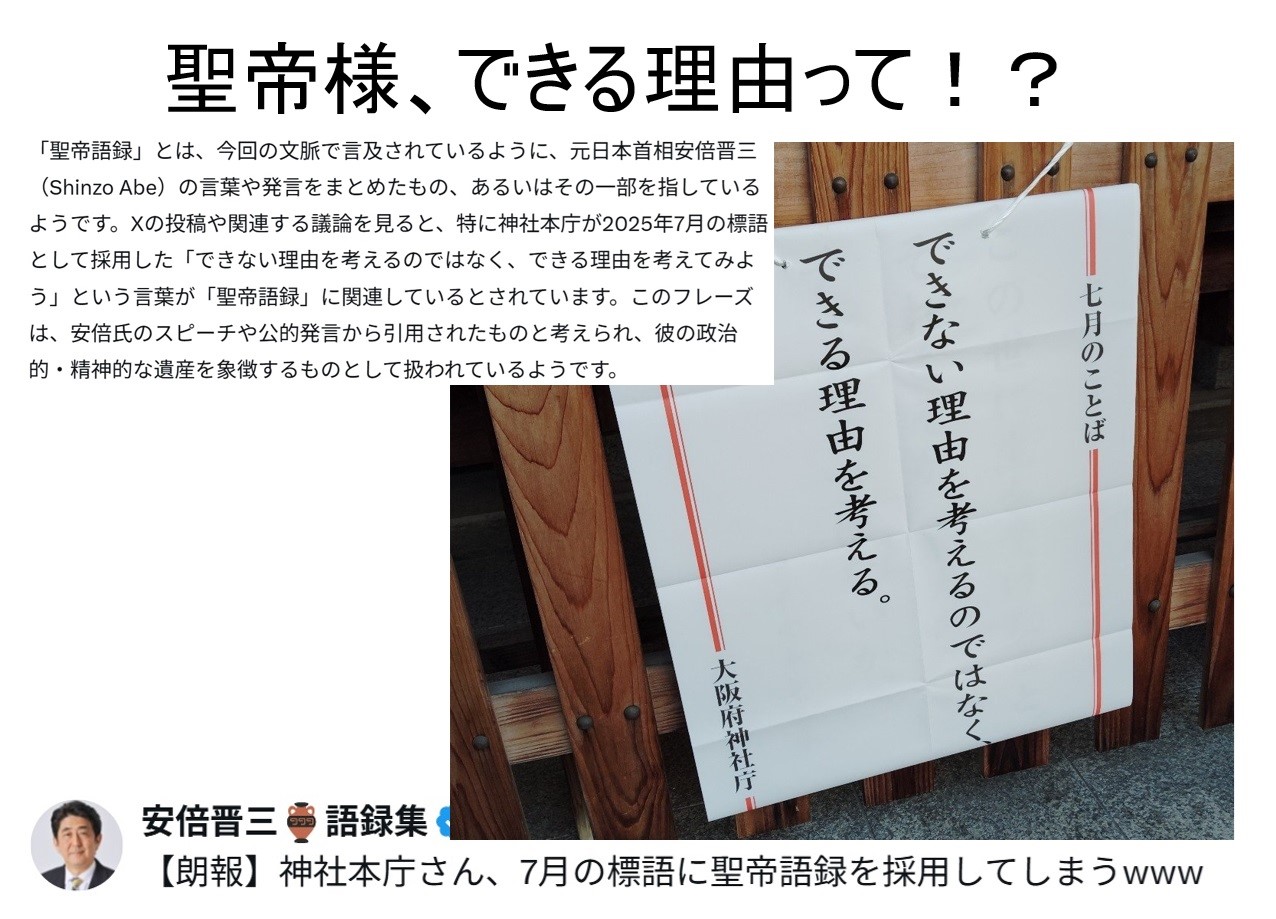 聖帝様、できる理由って！？
「聖帝語録」とは、今回の文脈で言及されているように、元日本首相安倍晋三
（Shinzo Abe）の言葉や発言をまとめたもの、あるいはその一部を指している
ようです。Xの投稿や関連する議論を見ると、特に神社本庁が2025年7月の標語
として採用した「できない理由を考えるのではなく、できる理由を考えてみよ
う」という言葉が「聖帝語録」に関連しているとされています。このフレーズ
は、安倍氏のスピーチや公的発言から引用されたものと考えられ、彼の政治
的・精神的な遺産を象徴するものとして扱われているようです。
七月のことば
できない理由を考えるのではなく、
できる理由を考える。
大阪府神社庁
安倍晋三🏺語録集
【朗報】神社本庁さん、7月の標語に聖帝語録を採用してしまうwww